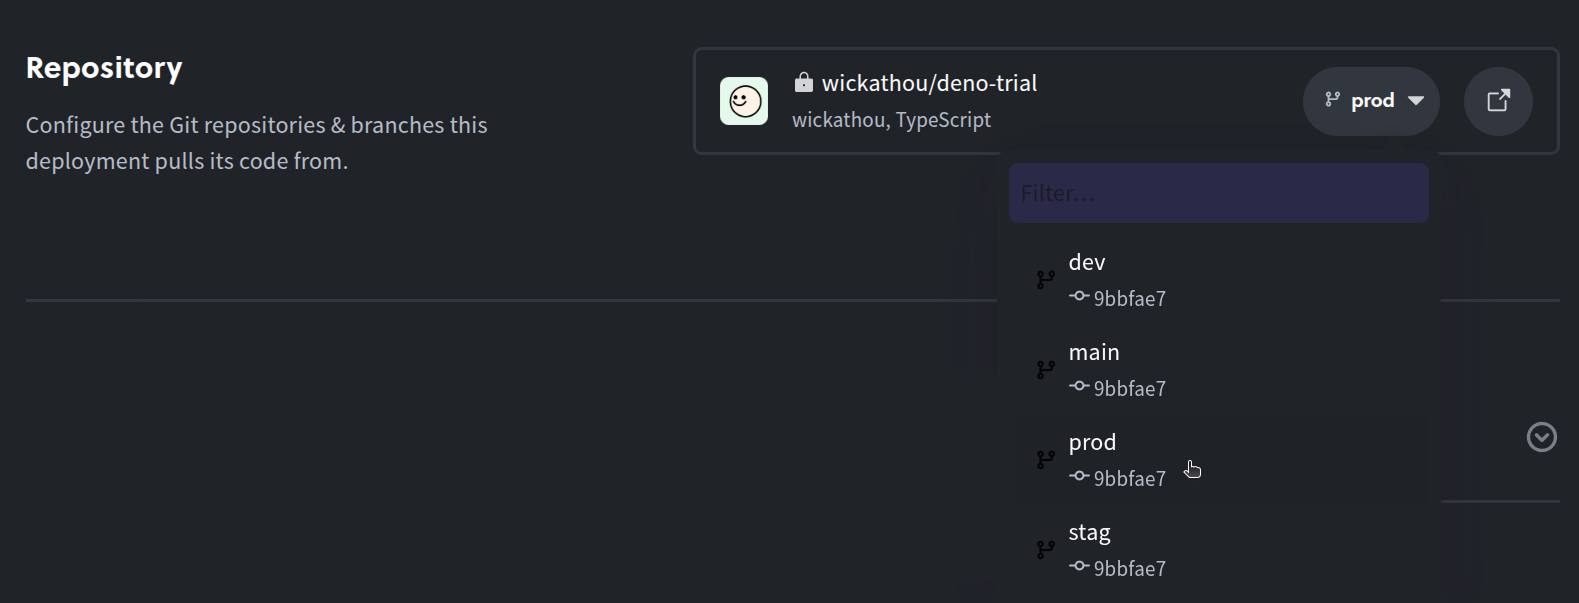 Repository
Configure the Git repositories & branches this
deployment pulls its code from.
wickathou/deno-trial
wickathou, TypeScript
prod
Filter...
dev
9bbfae7
main
9bbfae7
prod
9bbfae7
stag
9bbfae7